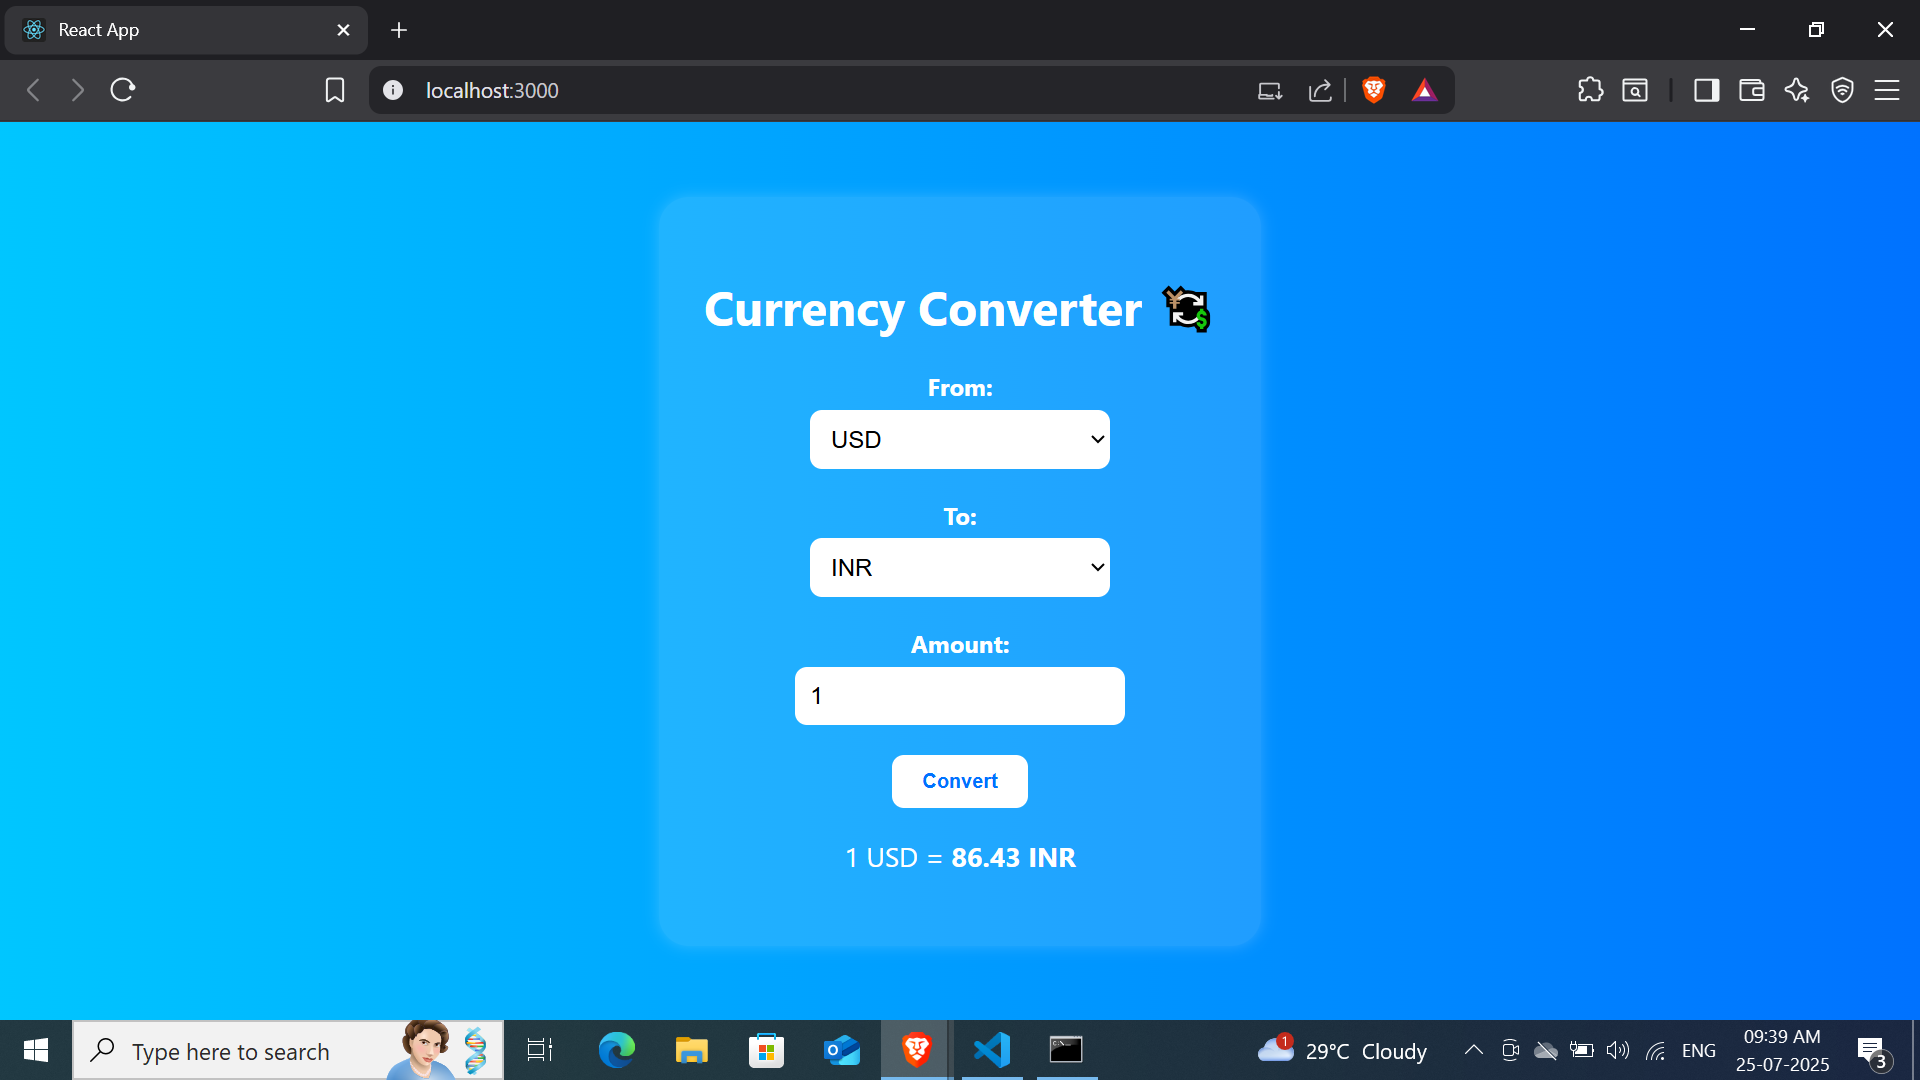 React App
localhost:3000
Currency Converter
From:
USD
To:
INR
Amount:
1
Convert
1 USD = 86.43 INR
Type here to search
1
29°C Cloudy
ENG
09:39 AM
25-07-2025
3